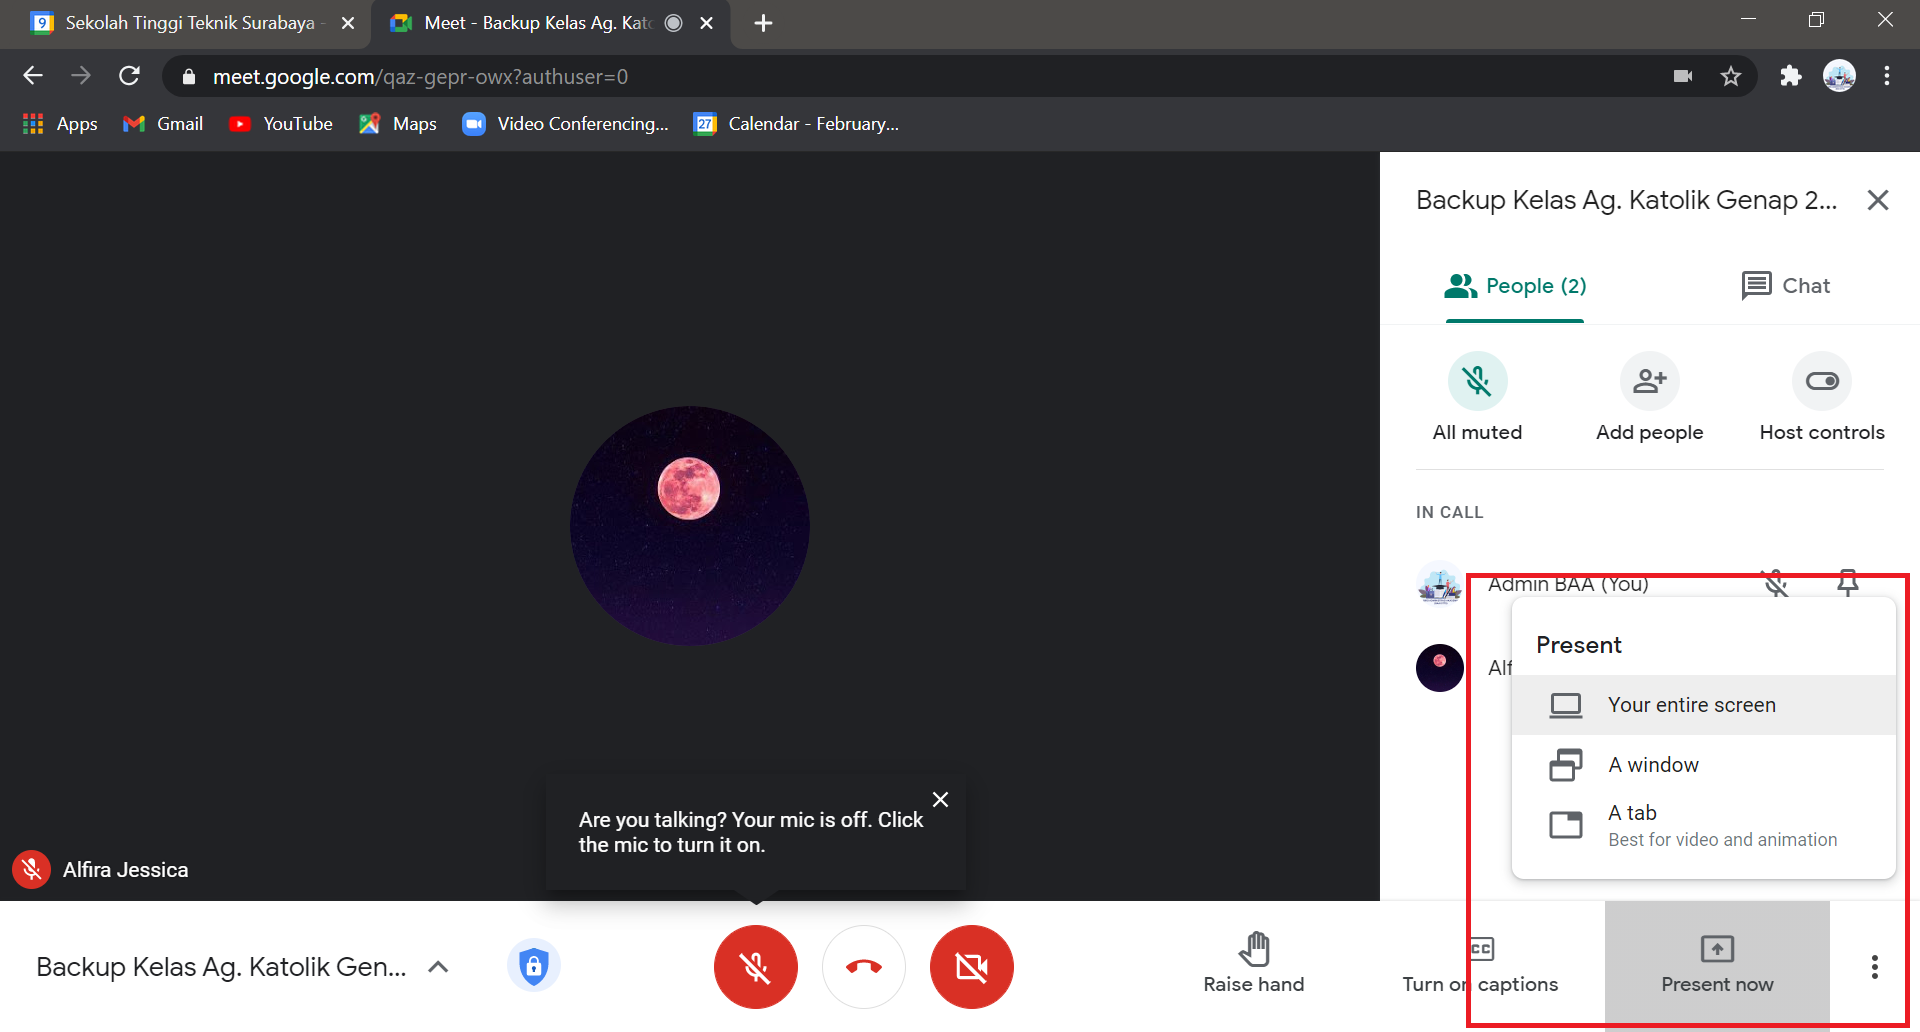 Sekolah Tinggi Teknik Surabaya -
Meet - Backup Kelas Ag. Kato
meet.google.com/qaz-gepr-owx?authuser=0
Apps
Gmail
YouTube
Maps
Video Conferencing...
27
Calendar - February...
Backup Kelas Ag. Katolik Genap 2...
People (2)
Chat
All muted
Add people
Host controls
IN CALL
Admin BAA (You)
Alf
Present
Your entire screen
A window
A tab
Best for video and animation
Are you talking? Your mic is off. Click
the mic to turn it on.
Alfira Jessica
Backup Kelas Ag. Katolik Gen...
Raise hand
CC
Turn on captions
Present now